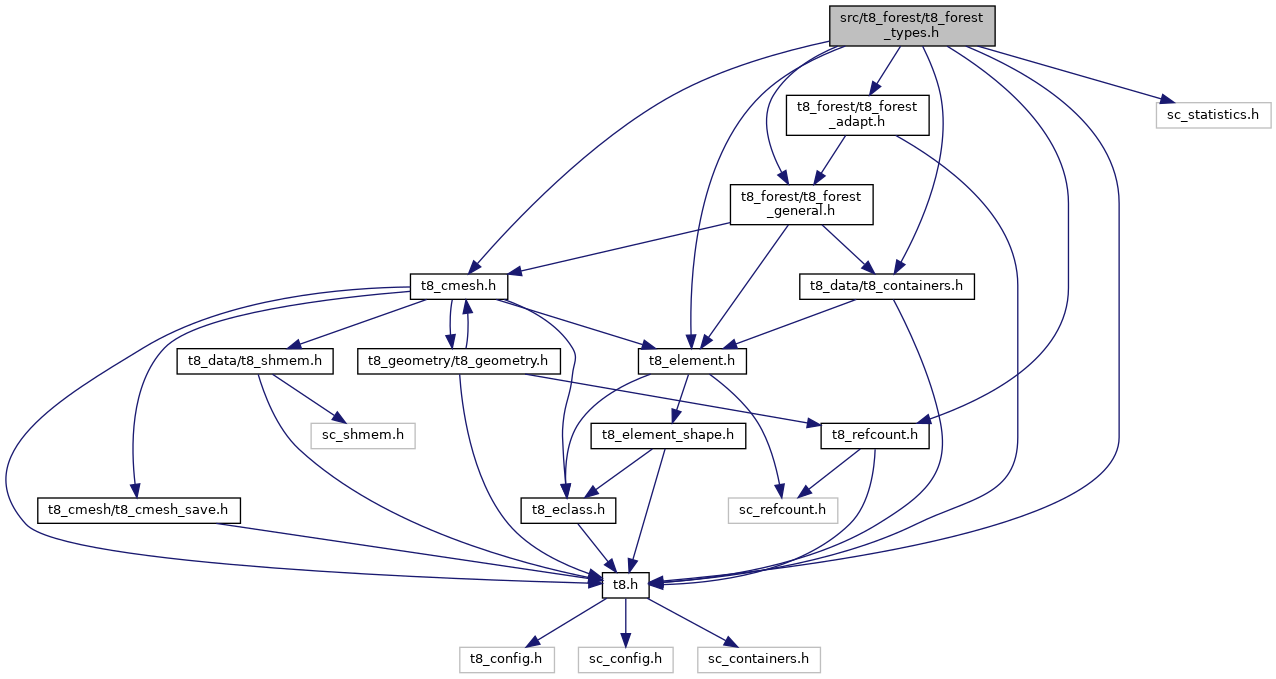 src/t8_forest/t8_forest
_types.h
t8_forest/t8_forest
_adapt.h
sc_statistics.h
t8_forest/t8_forest
_general.h
t8_cmesh.h
t8_data/t8_containers.h
t8_data/t8_shmem.h
t8_geometry/t8_geometry.h
t8_element.h
sc_shmem.h
t8_element_shape.h
t8_refcount.h
t8_cmesh/t8_cmesh_save.h
t8_eclass.h
sc_refcount.h
t8.h
t8_config.h
sc_config.h
sc_containers.h